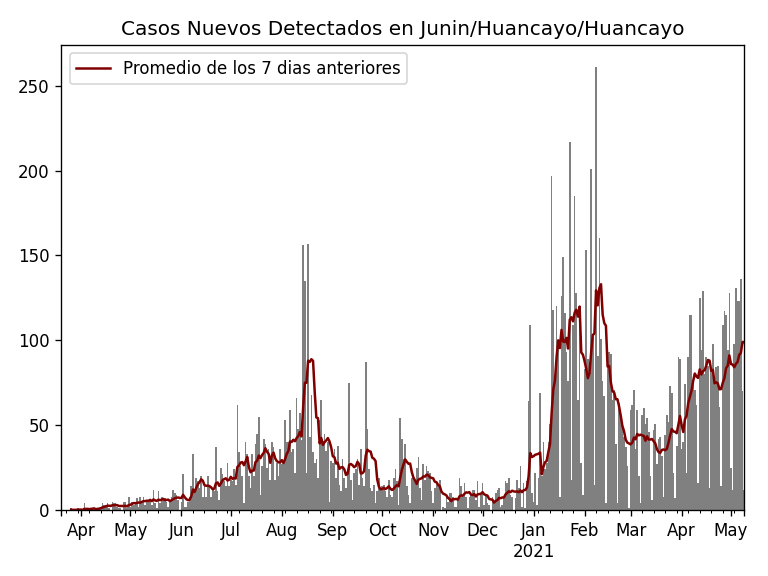 Casos Nuevos Detectados en Junin/Huancayo/Huancayo
Promedio de los 7 dias anteriores
250
200
150
100
50
0
Apr May Jun Jul Aug Sep Oct Nov Dec Jan Feb Mar Apr May
2021